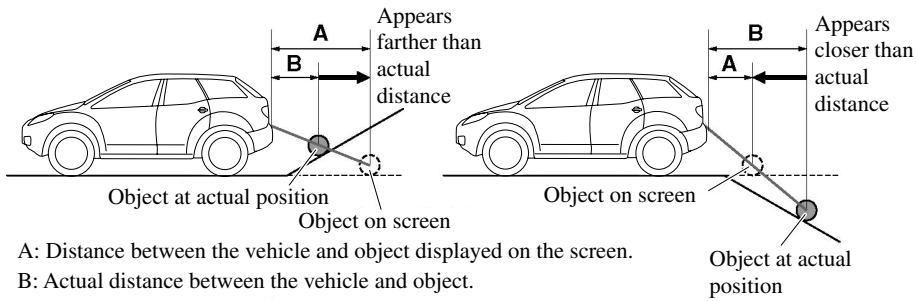 A
B
Appears
farther than
actual
distance
Object at actual position
Object on screen
B
A
Appears
closer than
actual
distance
Object on screen
Object at actual
position
A: Distance between the vehicle and object displayed on the screen.
B: Actual distance between the vehicle and object.